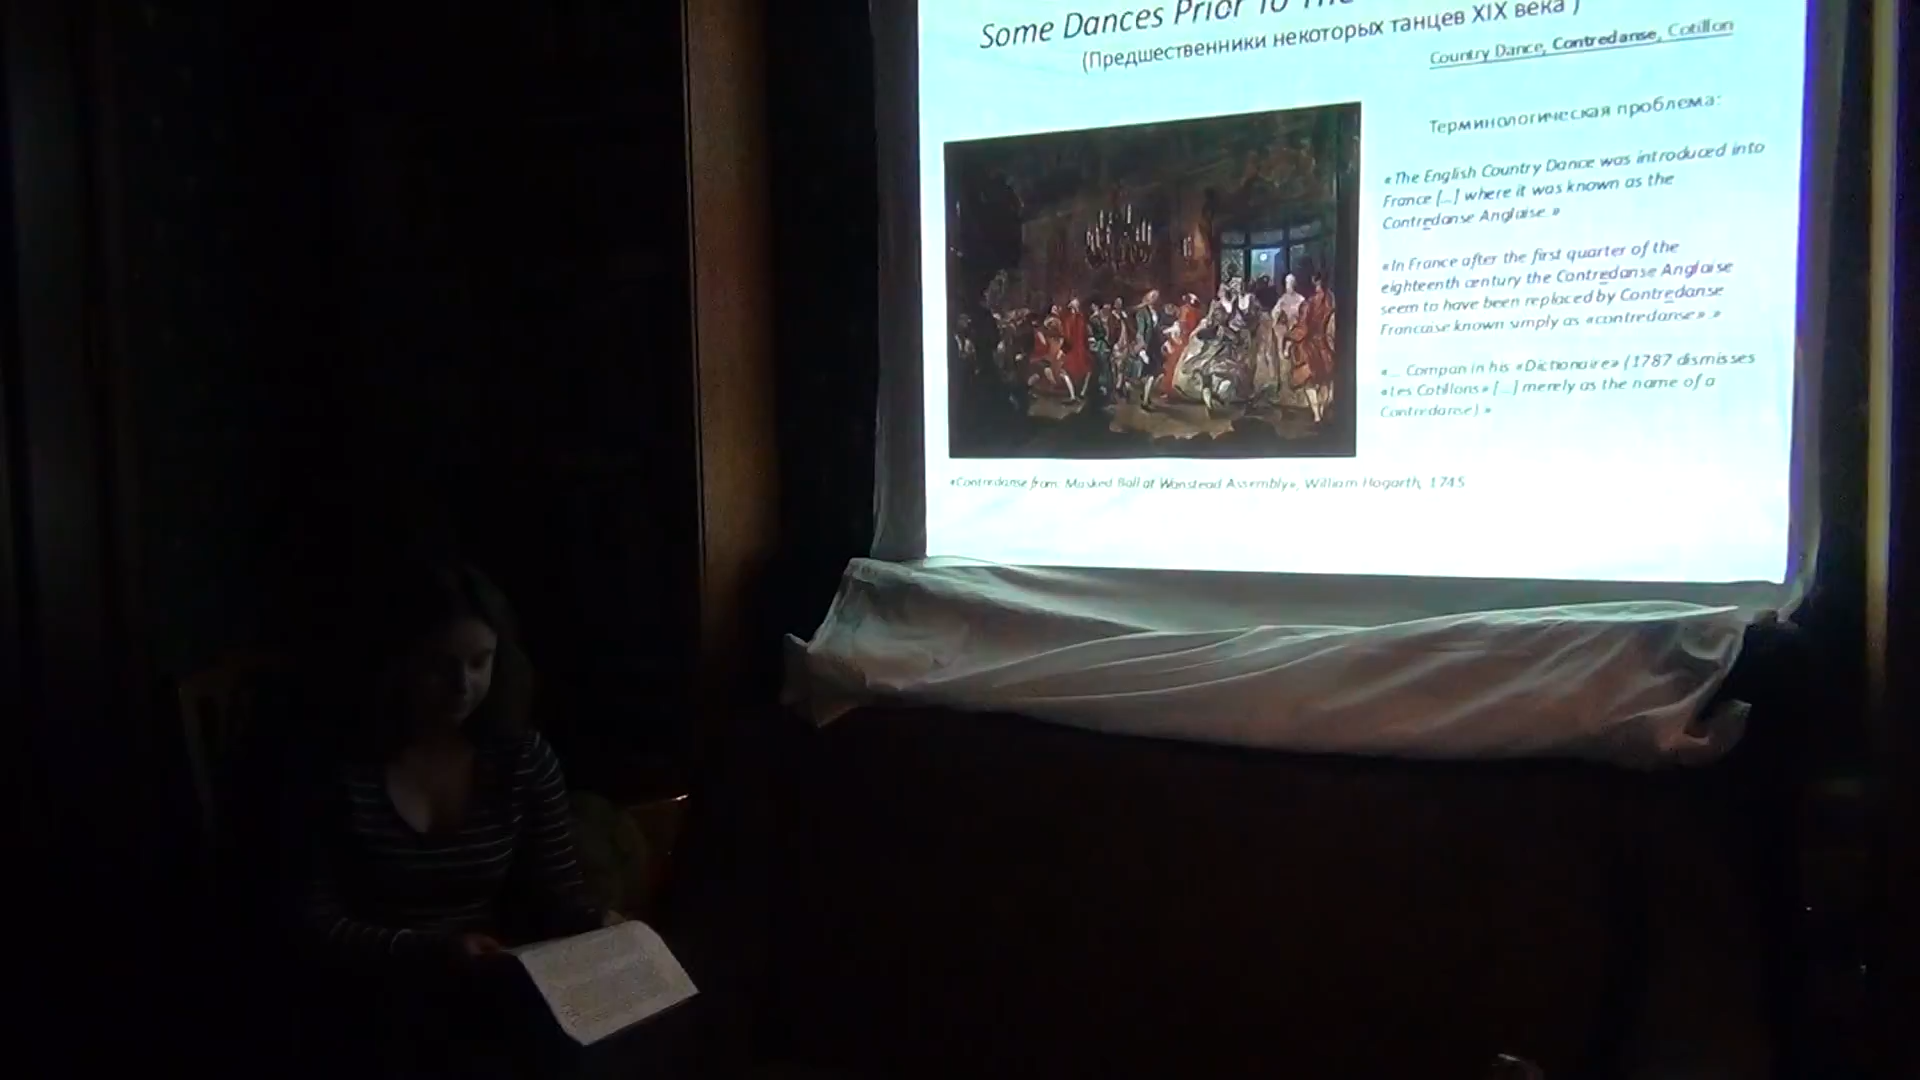 Some Dances Prior To The
(Предшественники некоторых танцев XIX века )
Country Dance, Contredanse, Cotillon
Терминологическая проблема:
«The English Country Dance was introduced into
France [...] where it was known as the
Contredanse Anglaise.»
«In France after the first quarter of the
eighteenth century the Contredanse Anglaise
seem to have been replaced by Contredanse
Francaise known simply as «contredanse».»
«... Compan in his «Dictionaire» (1787 dismisses
«Les Cotillons» [...] merely as the name of a
Contredanse) »
«Contredanse from Masked Ball at Wanstead Assembly», William Hogarth, 1745